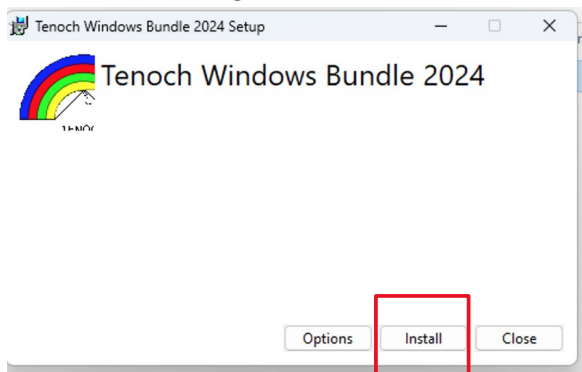 Tenoch Windows Bundle 2024 Setup
Tenoch Windows Bundle 2024
Options
Install
Close